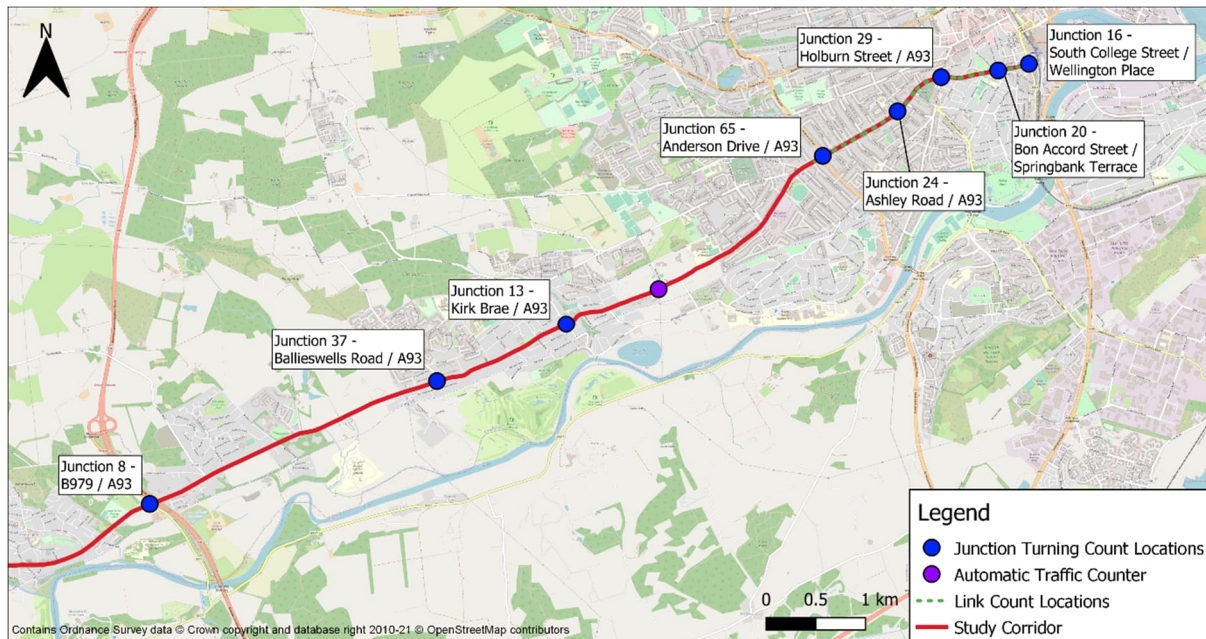 N
Junction 29 -
Holburn Street / A93
Junction 16 -
South College Street /
Wellington Place
Junction 65 -
Anderson Drive / A93
Junction 20 -
Bon Accord Street /
Springbank Terrace
Junction 24 -
Ashley Road / A93
Junction 13 -
Kirk Brae / A93
Junction 37 -
Ballieswells Road / A93
Junction 8 -
B979 / A93
Legend
Junction Turning Count Locations
Automatic Traffic Counter
Link Count Locations
Study Corridor
0 0.5 1 km
Contains Ordnance Survey data © Crown copyright and database right 2010-21 © OpenStreetMap contributors